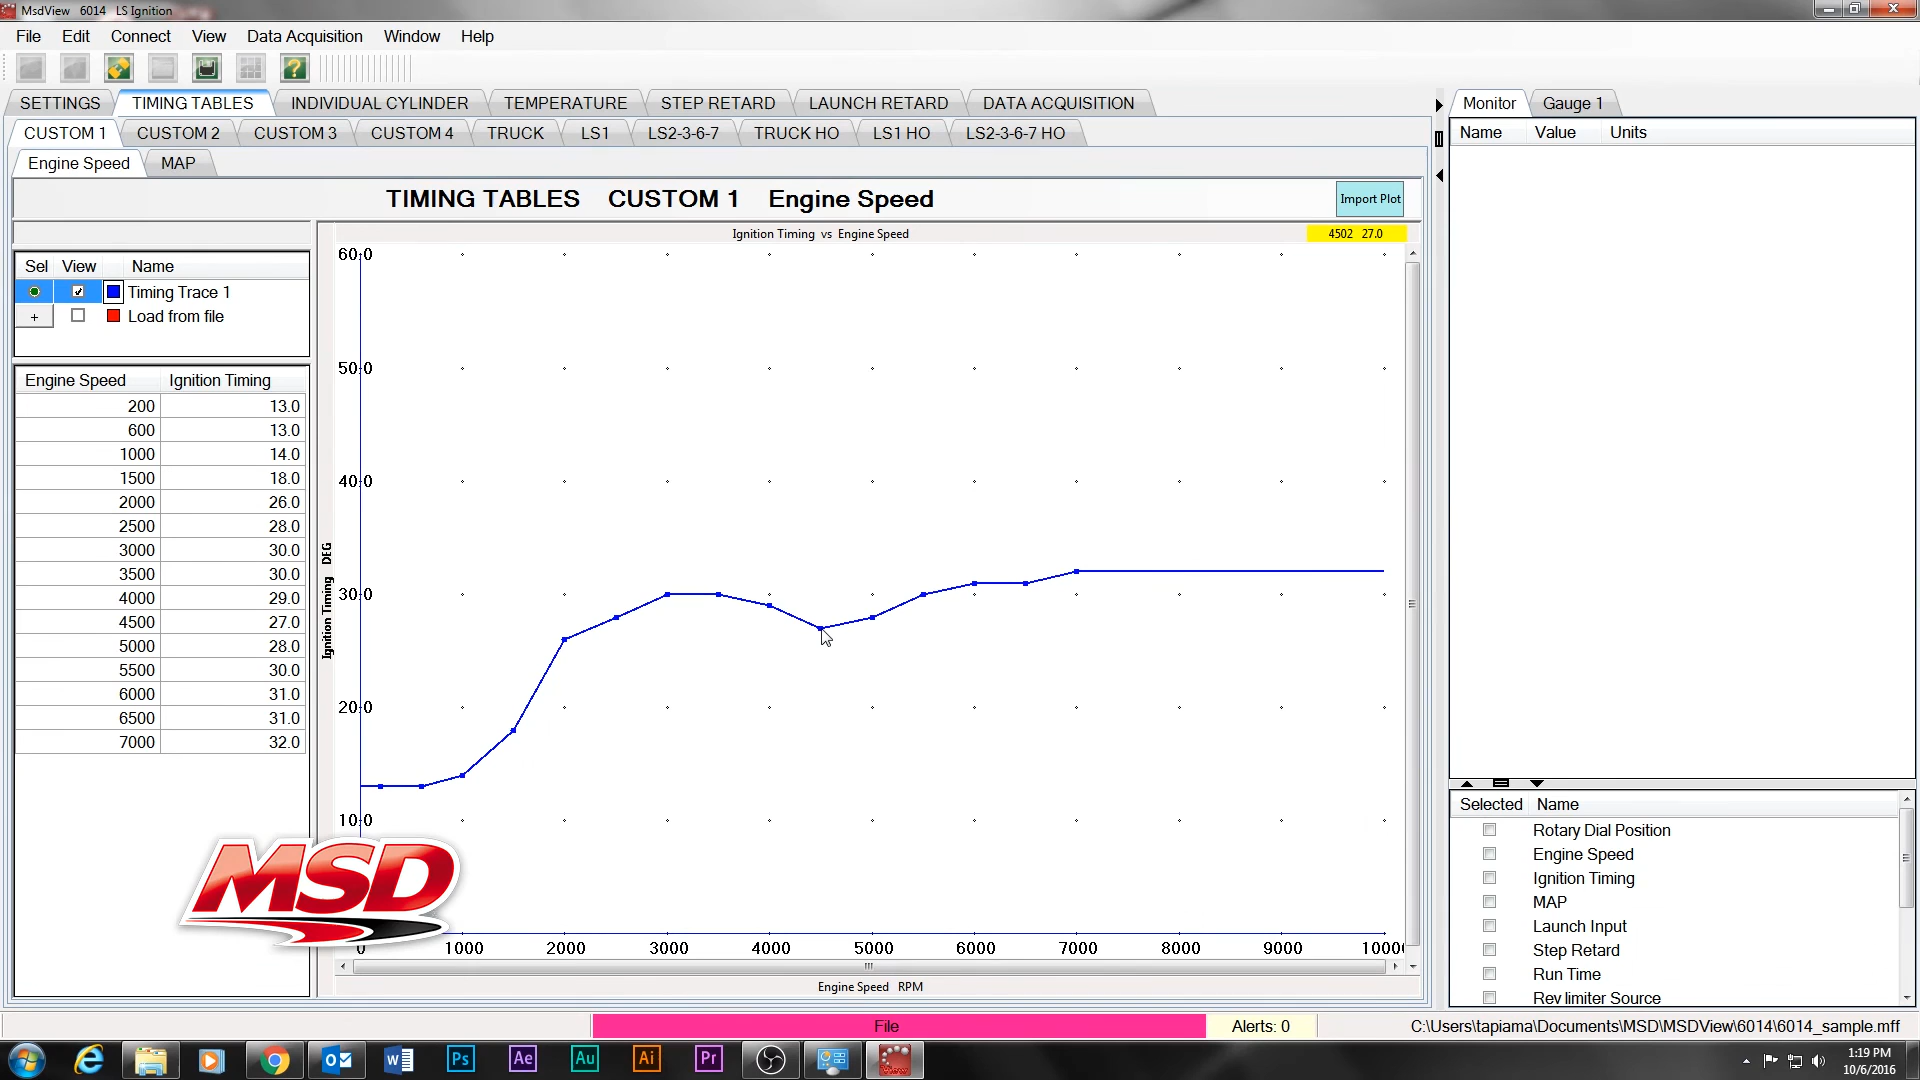 MsdView 6014 LS Ignition
File Edit Connect View Data Acquisition Window Help
SETTINGS TIMING TABLES INDIVIDUAL CYLINDER TEMPERATURE STEP RETARD LAUNCH RETARD DATA ACQUISITION
CUSTOM 1 CUSTOM 2 CUSTOM 3 CUSTOM 4 TRUCK LS1 LS2-3-6-7 TRUCK HO LS1 HO LS2-3-6-7 HO
Engine Speed MAP
TIMING TABLES CUSTOM 1 Engine Speed
Import Plot
Ignition Timing vs Engine Speed
4502 27.0
Sel View Name
Timing Trace 1
+ Load from file
Engine Speed Ignition Timing
200 13.0
600 13.0
1000 14.0
1500 18.0
2000 26.0
2500 28.0
3000 30.0
3500 30.0
4000 29.0
4500 27.0
5000 28.0
5500 30.0
6000 31.0
6500 31.0
7000 32.0
60.0
50.0
40.0
30.0
20.0
10.0
Ignition Timing DEG
0 1000 2000 3000 4000 5000 6000 7000 8000 9000 1000
Engine Speed RPM
MSD
Monitor Gauge 1
Name Value Units
Selected Name
Rotary Dial Position
Engine Speed
Ignition Timing
MAP
Launch Input
Step Retard
Run Time
Rev limiter Source
File
Alerts: 0
C:\Users\tapiama\Documents\MSD\MSDView\6014\6014_sample.mff
Ps Ae Au Ai Pr
1:19 PM
10/6/2016